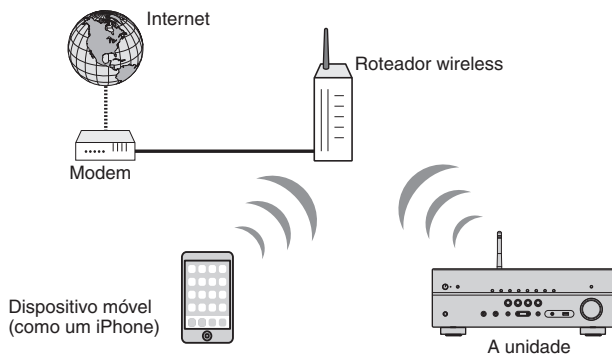 Internet
Roteador wireless
Modem
Dispositivo móvel
(como um iPhone)
A unidade